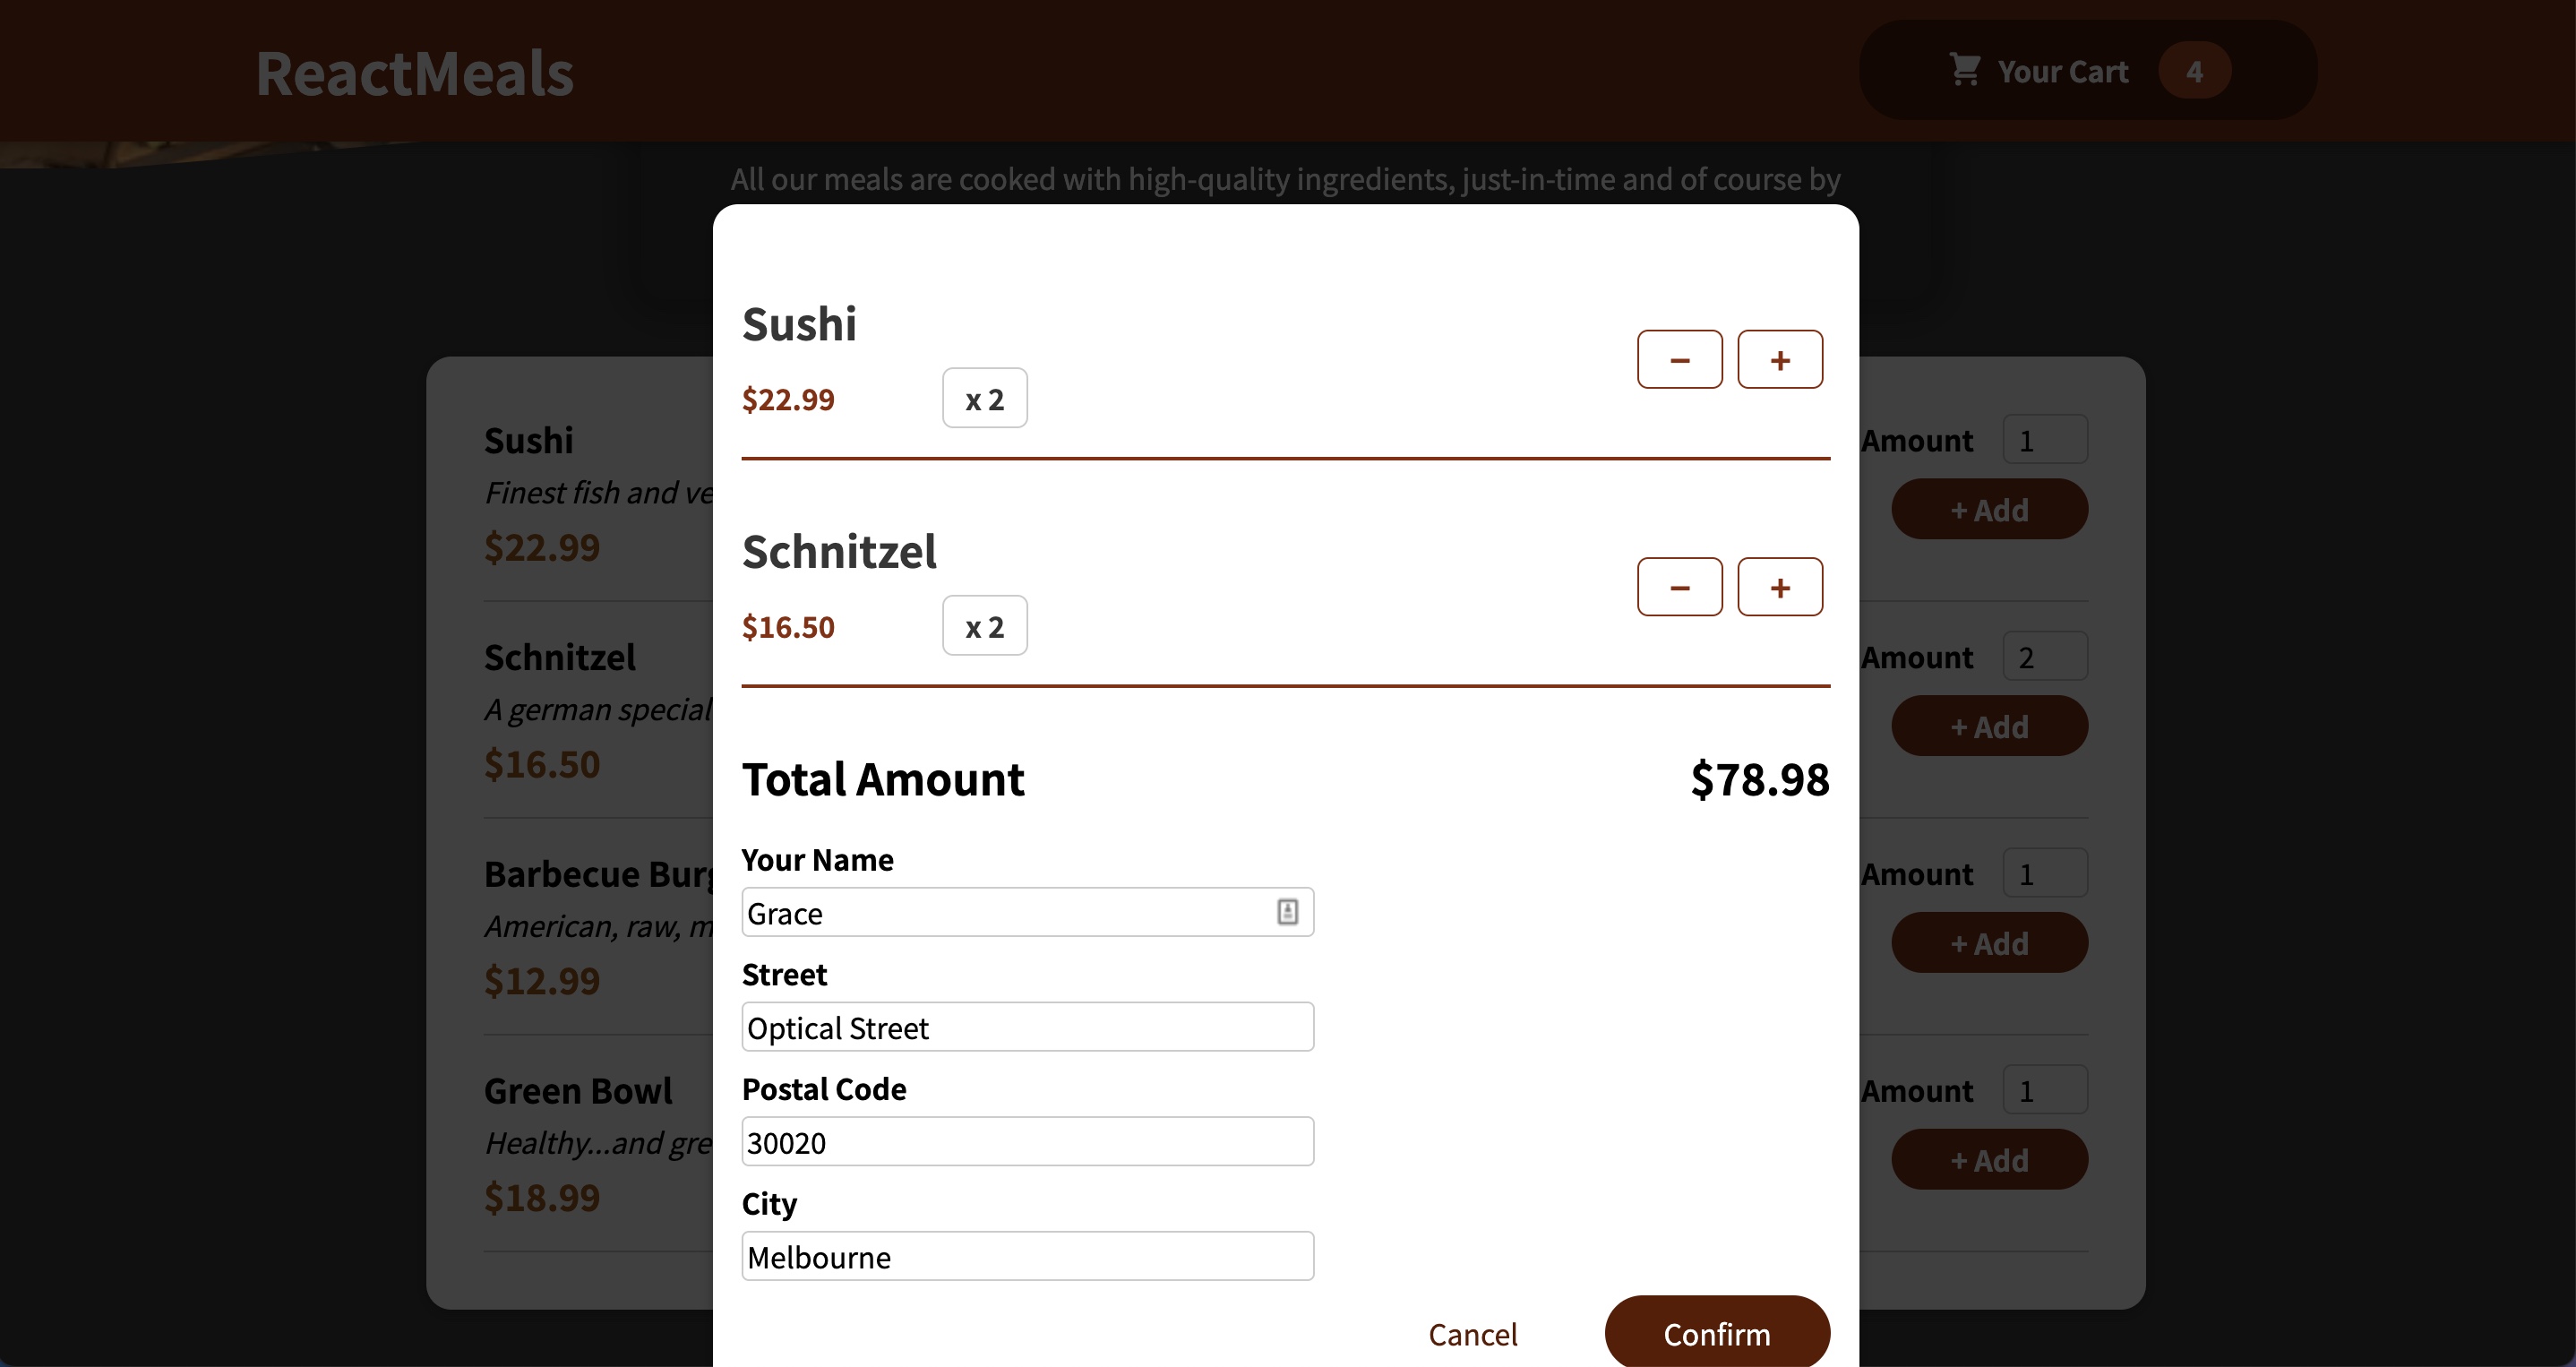 ReactMeals
Your Cart 4
All our meals are cooked with high-quality ingredients, just-in-time and of course by
Sushi
$22.99 x 2
− +
Schnitzel
$16.50 x 2
− +
Total Amount $78.98
Your Name
Grace
Street
Optical Street
Postal Code
30020
City
Melbourne
Cancel Confirm
Sushi
Finest fish and ve
$22.99
Amount 1
+ Add
Schnitzel
A german special
$16.50
Amount 2
+ Add
Barbecue Burg
American, raw, m
$12.99
Amount 1
+ Add
Green Bowl
Healthy...and gre
$18.99
Amount 1
+ Add